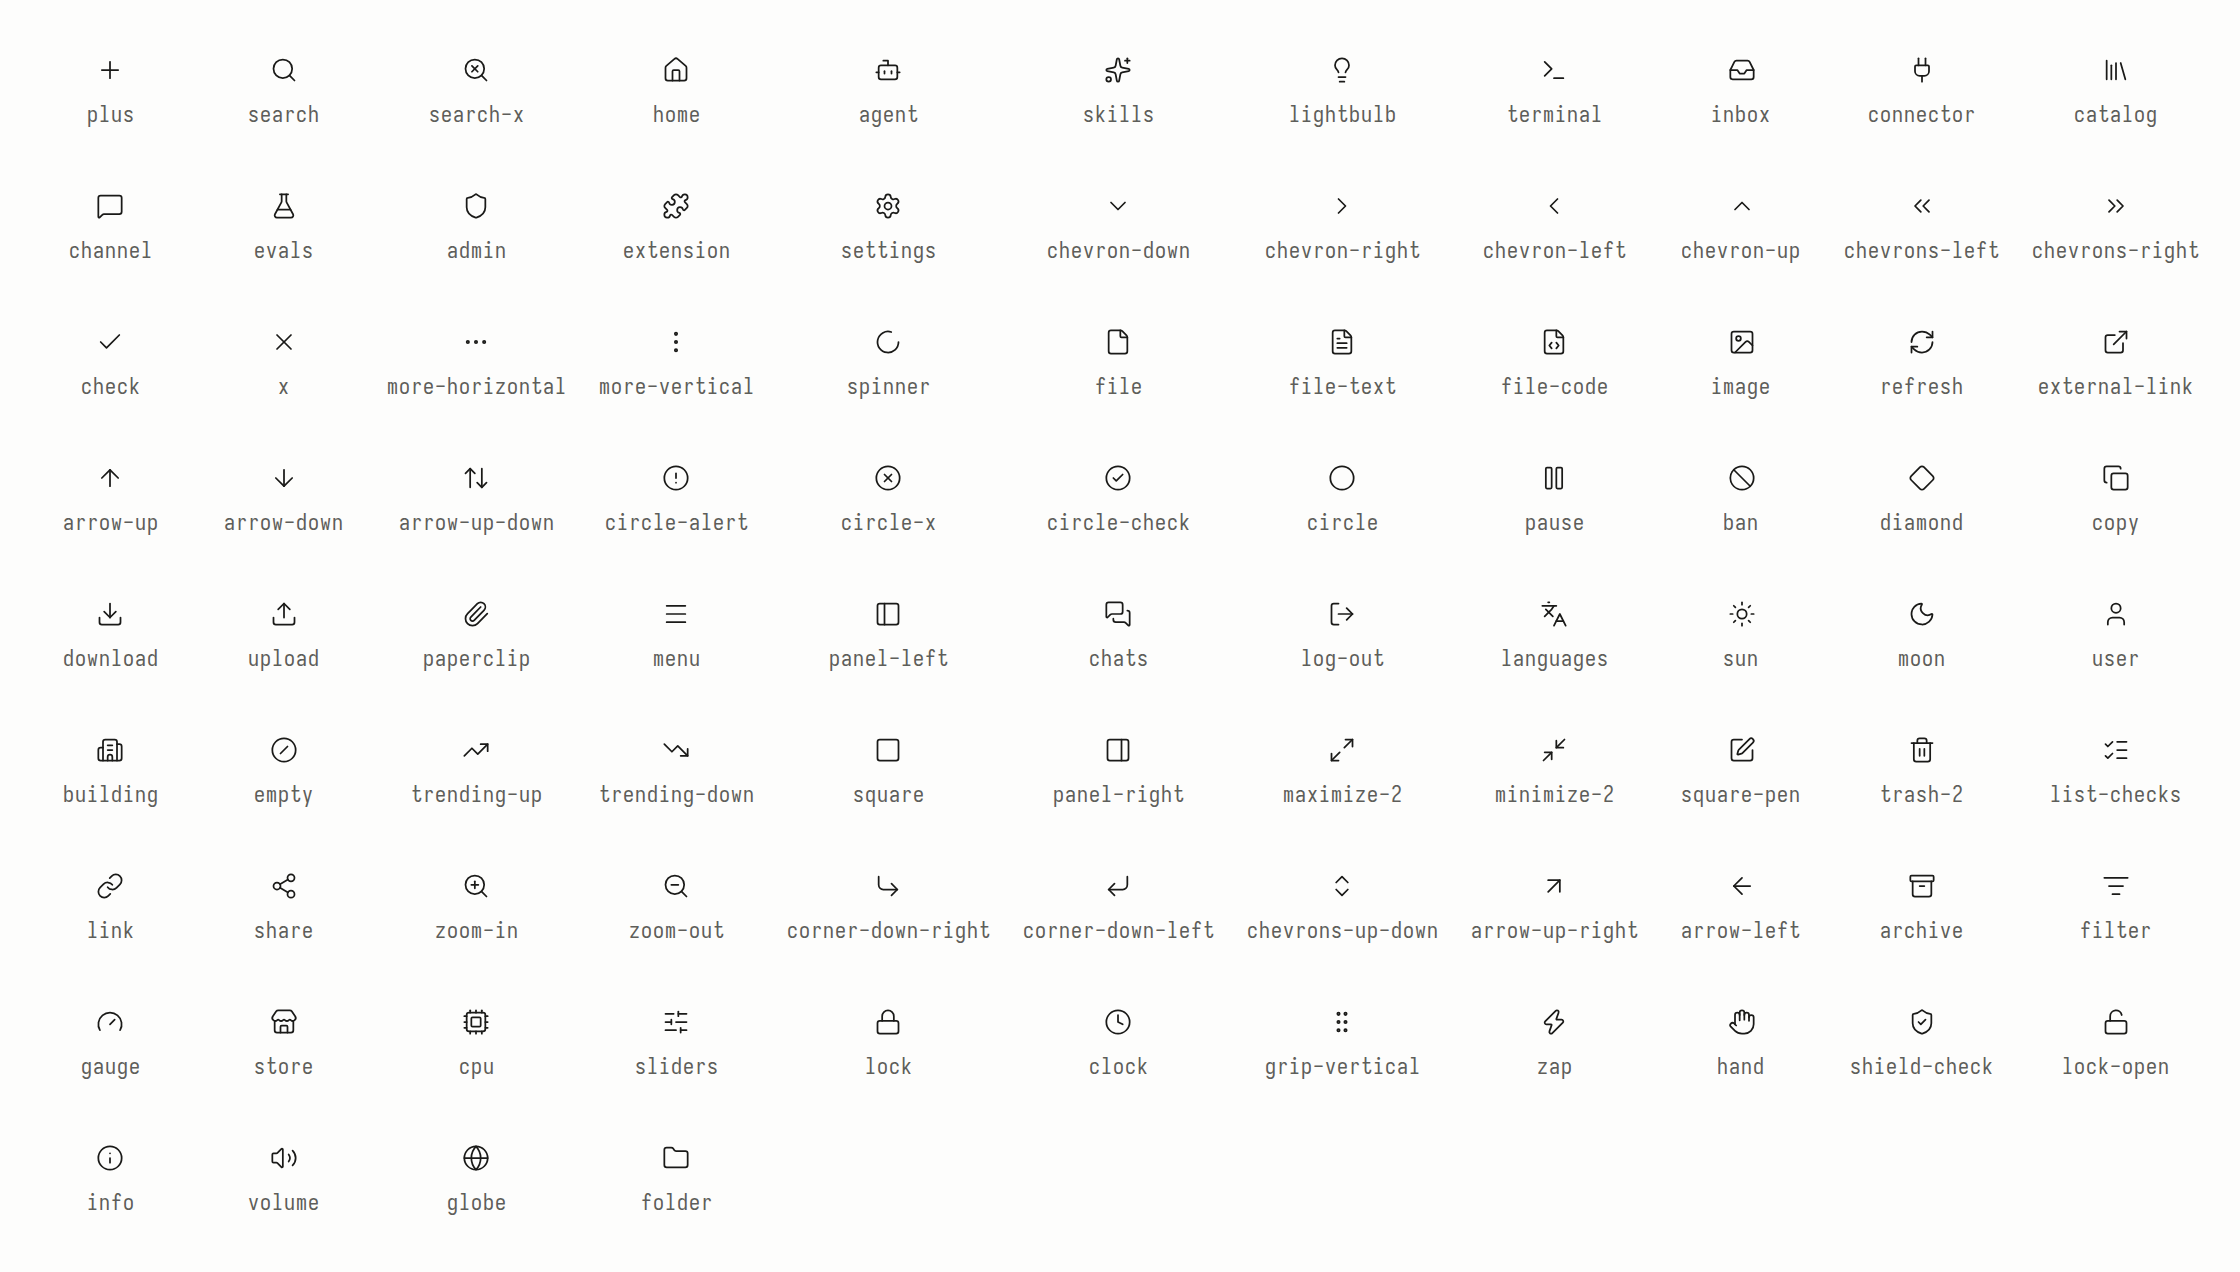 plus search search-x home agent skills lightbulb terminal inbox connector catalog
channel evals admin extension settings chevron-down chevron-right chevron-left chevron-up chevrons-left chevrons-right
check x more-horizontal more-vertical spinner file file-text file-code image refresh external-link
arrow-up arrow-down arrow-up-down circle-alert circle-x circle-check circle pause ban diamond copy
download upload paperclip menu panel-left chats log-out languages sun moon user
building empty trending-up trending-down square panel-right maximize-2 minimize-2 square-pen trash-2 list-checks
link share zoom-in zoom-out corner-down-right corner-down-left chevrons-up-down arrow-up-right arrow-left archive filter
gauge store cpu sliders lock clock grip-vertical zap hand shield-check lock-open
info volume globe folder